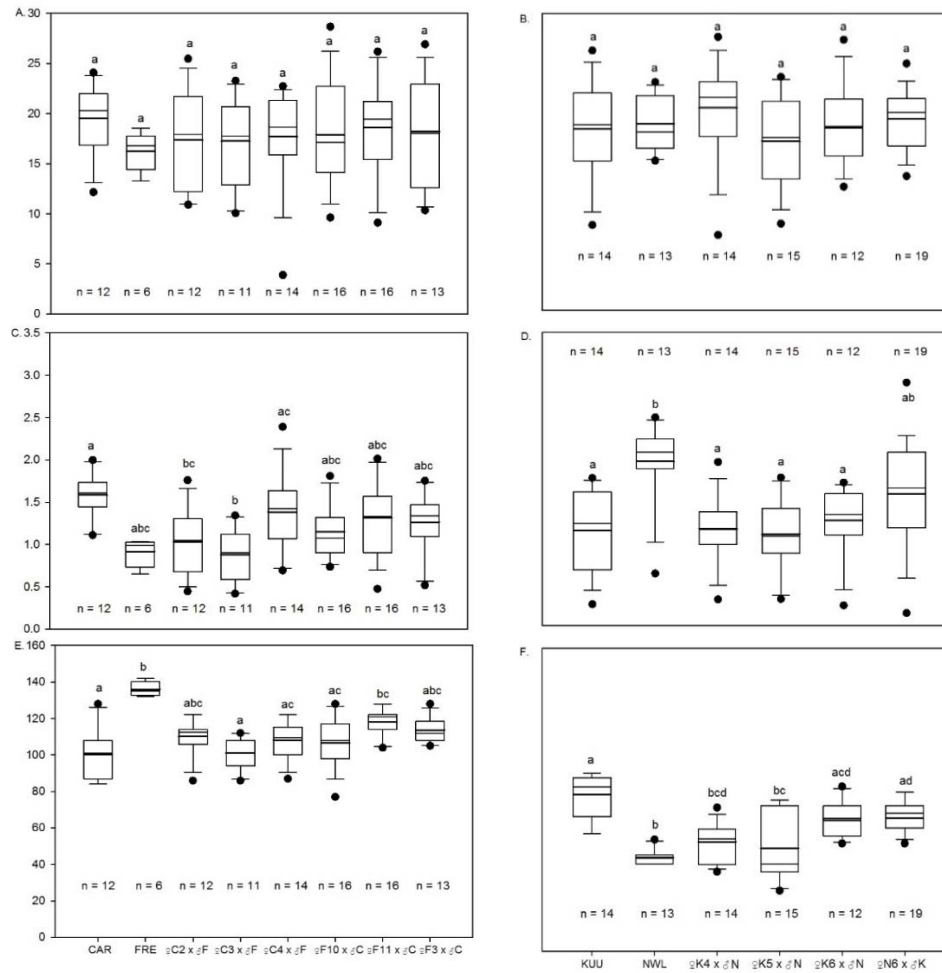 A. 30
25
20
15
10
5
0
a a a a a a a a
n = 12 n = 6 n = 12 n = 11 n = 14 n = 16 n = 16 n = 13
B.
a a a a a a
n = 14 n = 13 n = 14 n = 15 n = 12 n = 19
C. 3.5
3.0
2.5
2.0
1.5
1.0
0.5
0.0
a abc bc b ac abc abc abc
n = 12 n = 6 n = 12 n = 11 n = 14 n = 16 n = 16 n = 13
D.
n = 14 n = 13 n = 14 n = 15 n = 12 n = 19
a b a a a ab
E. 160
140
120
100
80
60
40
20
0
a b abc a abc ac bc abc
n = 12 n = 6 n = 12 n = 11 n = 14 n = 16 n = 16 n = 13
CAR FRE ♀C2 x ♂F ♀C3 x ♂F ♀C4 x ♂F ♀F10 x ♂C ♀F11 x ♂C ♀F3 x ♂C
F.
a b bcd bc acd ad
n = 14 n = 13 n = 14 n = 15 n = 12 n = 19
KUU NWL ♀K4 x ♂N ♀K5 x ♂N ♀K6 x ♂N ♀N6 x ♂K